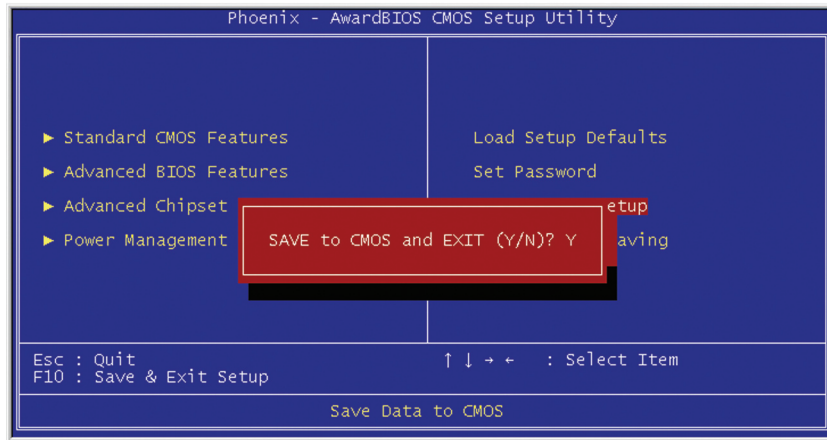 Phoenix - AwardBIOS CMOS Setup Utility
► Standard CMOS Features
► Advanced BIOS Features
► Advanced Chipset
► Power Management
Load Setup Defaults
Set Password
etup
aving
SAVE to CMOS and EXIT (Y/N)? Y
Esc : Quit
F10 : Save & Exit Setup
↑ ↓ → ← : Select Item
Save Data to CMOS